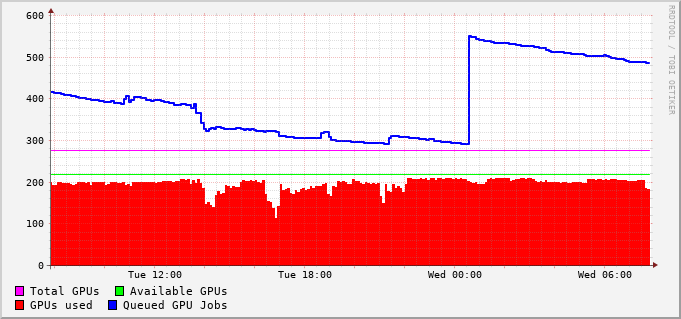 600
500
400
300
200
100
0
Tue 12:00 Tue 18:00 Wed 00:00 Wed 06:00
Total GPUs Available GPUs
GPUs used Queued GPU Jobs
RRDTOOL / TOBI OETIKER